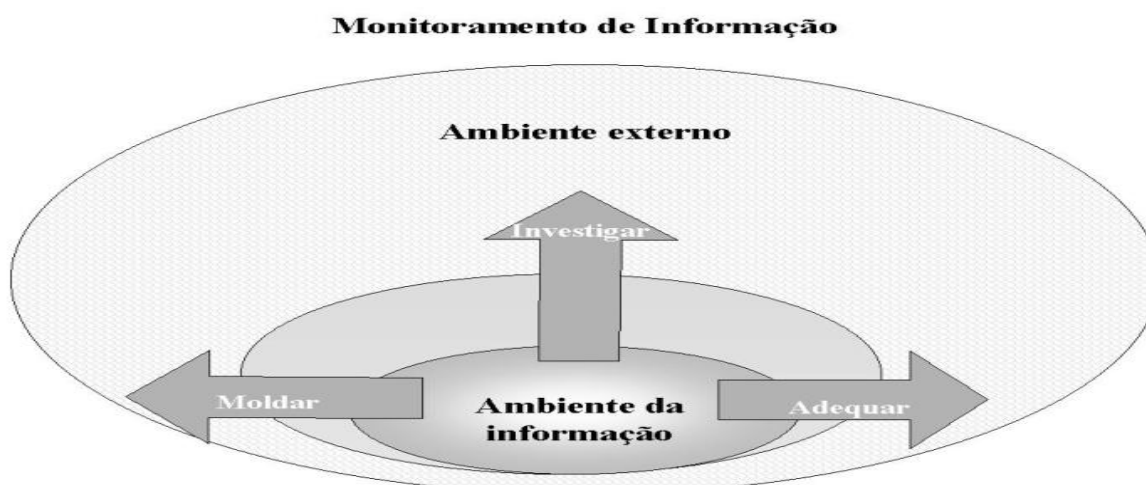 Monitoramento de Informação
Ambiente externo
Investigar
Moldar
Ambiente da
informação
Adequar